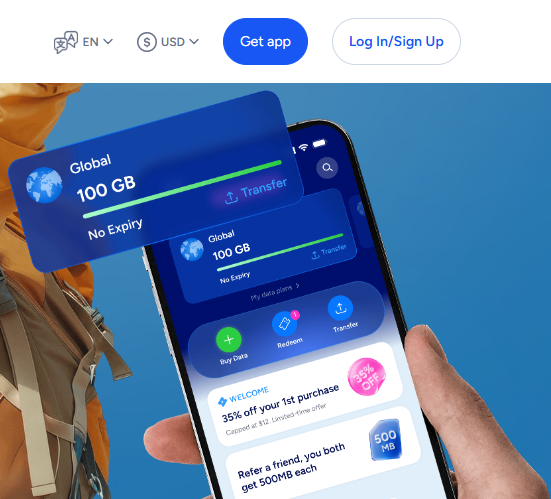 EN
$ USD
Get app
Log In/Sign Up
Global
100 GB
Transfer
No Expiry
Global
100 GB
Transfer
No Expiry
My data plans
1
Buy Data
Redeem
Transfer
WELCOME
35% off your 1st purchase
Capped at $12. Limited-time offer
35%
OFF
Refer a friend, you both
get 500MB each
500
MB